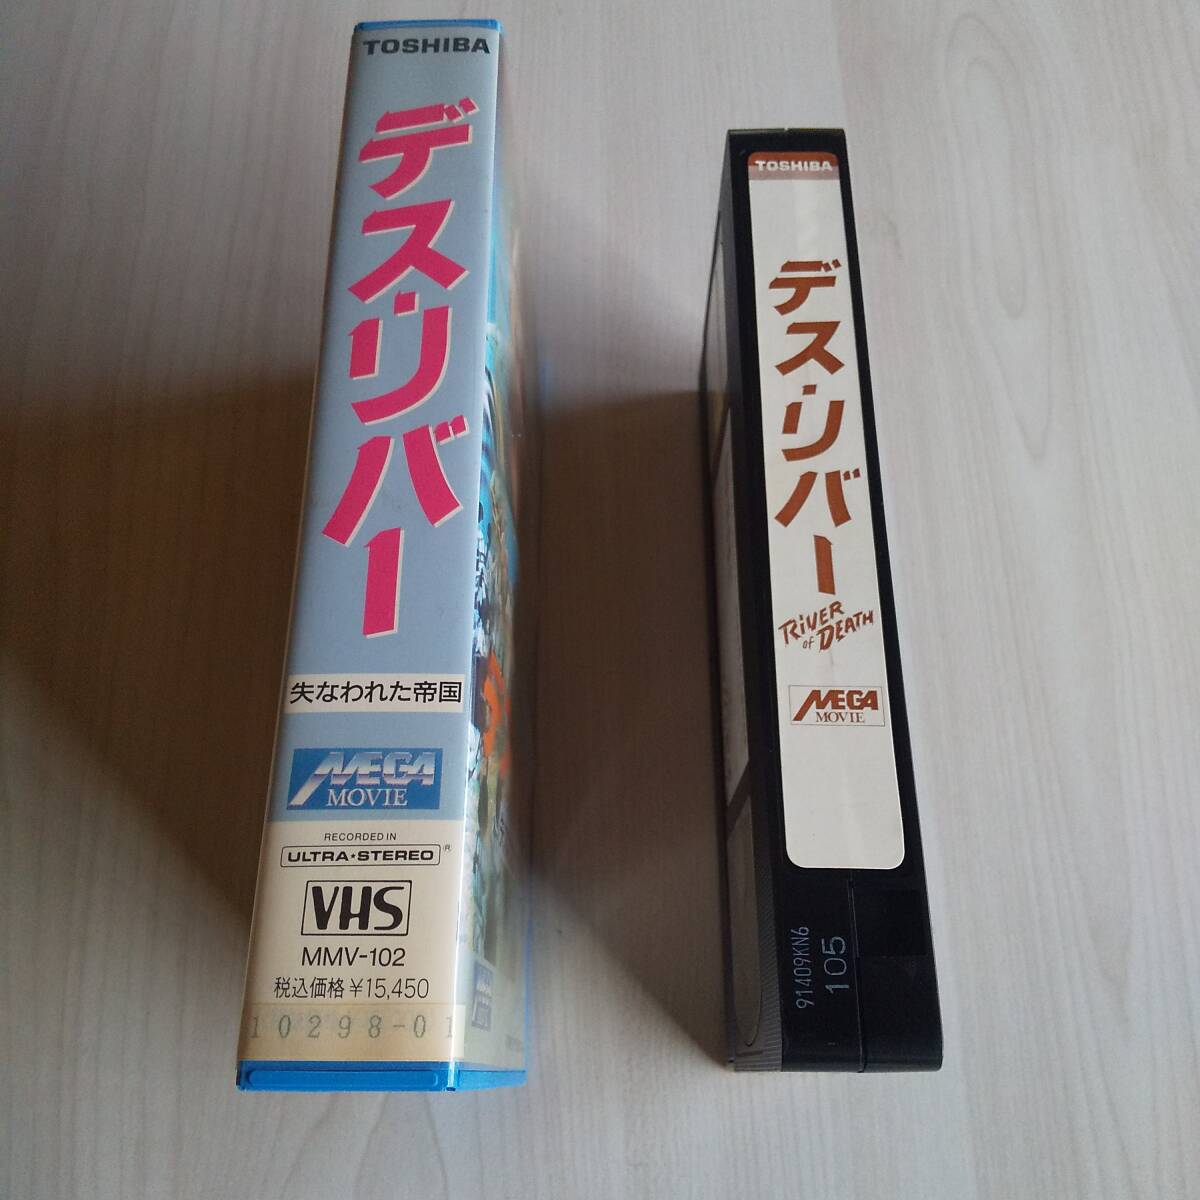 TOSHIBA
デス・リバー
失なわれた帝国
MEGA
MOVIE
RECORDED IN
ULTRA★STEREO®
VHS
MMV-102
税込価格¥15,450
10298-01
TOSHIBA
デス・リバー
RIVER
of DEATH
MEGA
MOVIE
91409KN6
105